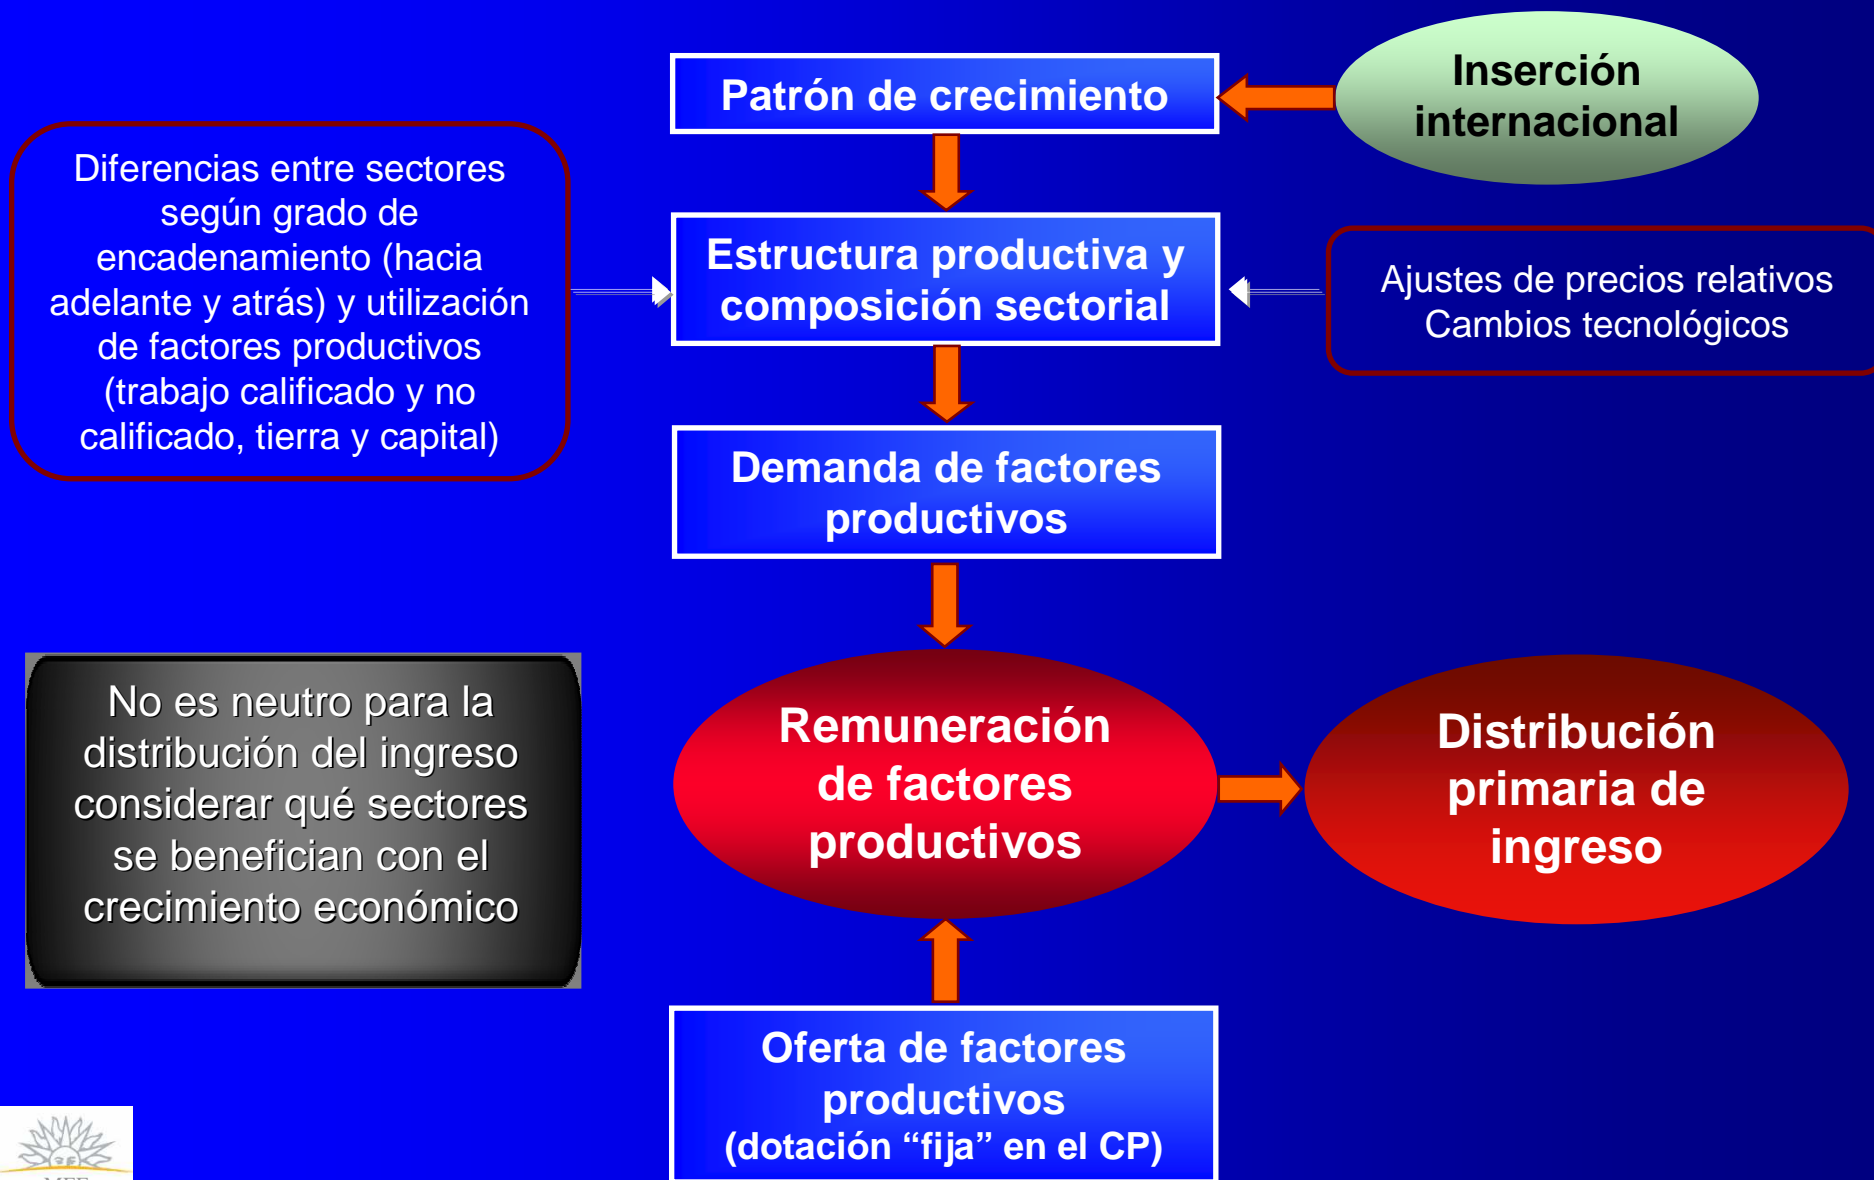 Patrón de crecimiento
Inserción
internacional
Diferencias entre sectores
según grado de
encadenamiento (hacia
adelante y atrás) y utilización
de factores productivos
(trabajo calificado y no
calificado, tierra y capital)
Estructura productiva y
composición sectorial
Ajustes de precios relativos
Cambios tecnológicos
Demanda de factores
productivos
No es neutro para la
distribución del ingreso
considerar qué sectores
se benefician con el
crecimiento económico
Remuneración
de factores
productivos
Distribución
primaria de
ingreso
Oferta de factores
productivos
(dotación “fija” en el CP)